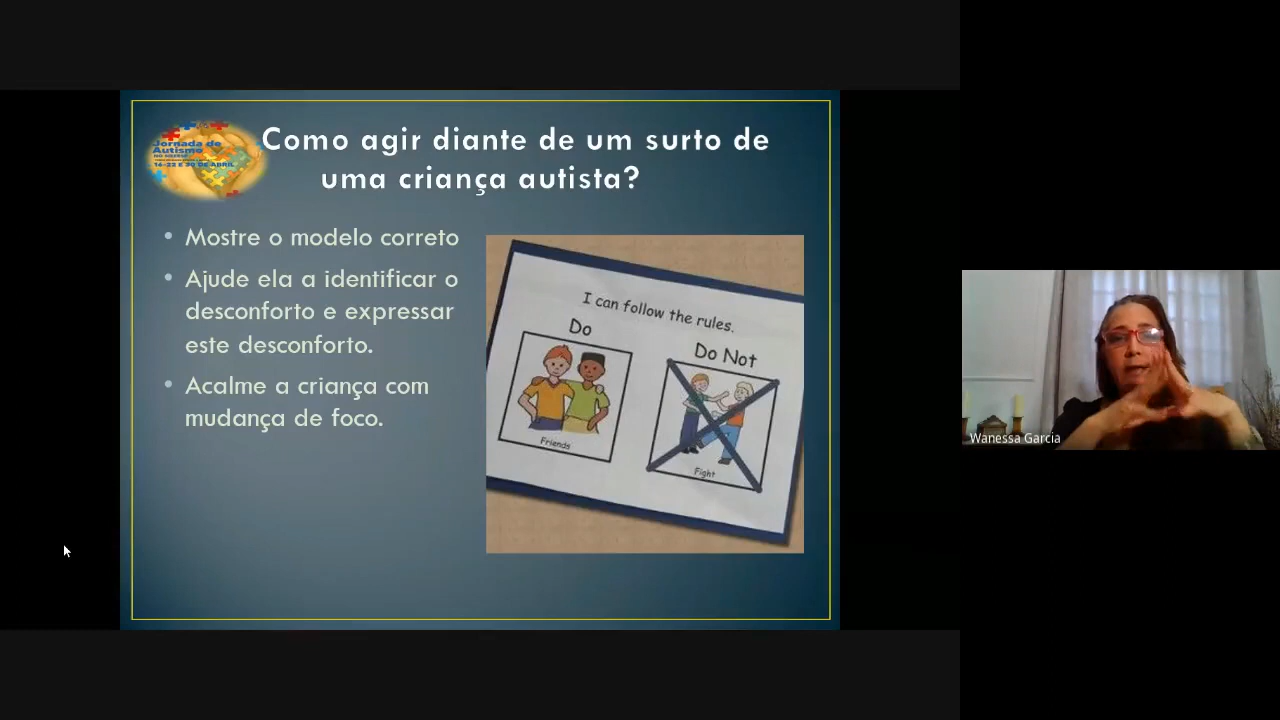 Como agir diante de um surto de
uma criança autista?
Jornada de
Autismo
• Mostre o modelo correto
• Ajude ela a identificar o
desconforto e expressar
este desconforto.
• Acalme a criança com
mudança de foco.
I can follow the rules.
Do
Do Not
Friends
Fight
Wanessa Garcia